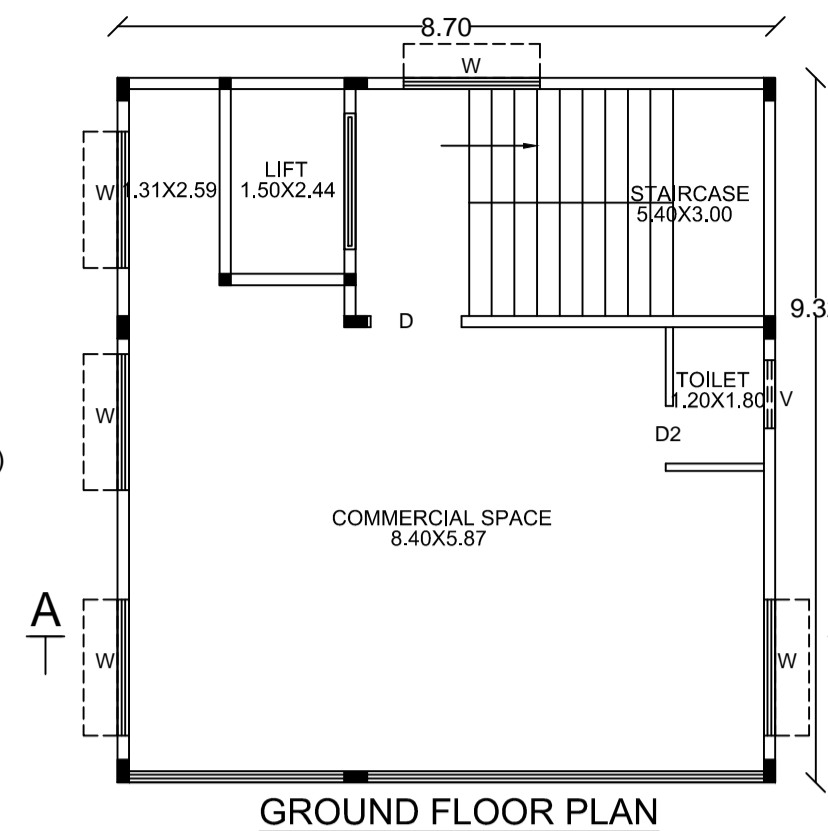 8.70
W
W
1.31X2.59
LIFT
1.50X2.44
STAIRCASE
5.40X3.00
D
TOILET
1.20X1.80
V
W
D2
)
COMMERCIAL SPACE
8.40X5.87
A
W
W
GROUND FLOOR PLAN